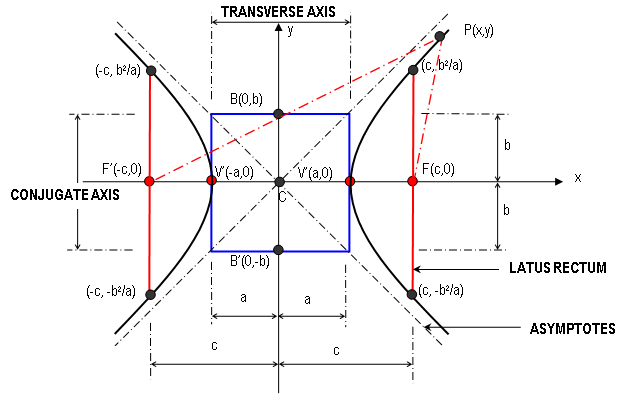 TRANSVERSE AXIS
y
P(x,y)
(-c, b²/a)
(c, b²/a)
B(0,b)
b
F'(-c,0)
V'(-a,0)
V'(a,0)
F(c,0)
x
C
CONJUGATE AXIS
b
B'(0,-b)
LATUS RECTUM
(-c, -b²/a)
(c, -b²/a)
a
a
ASYMPTOTES
c
c